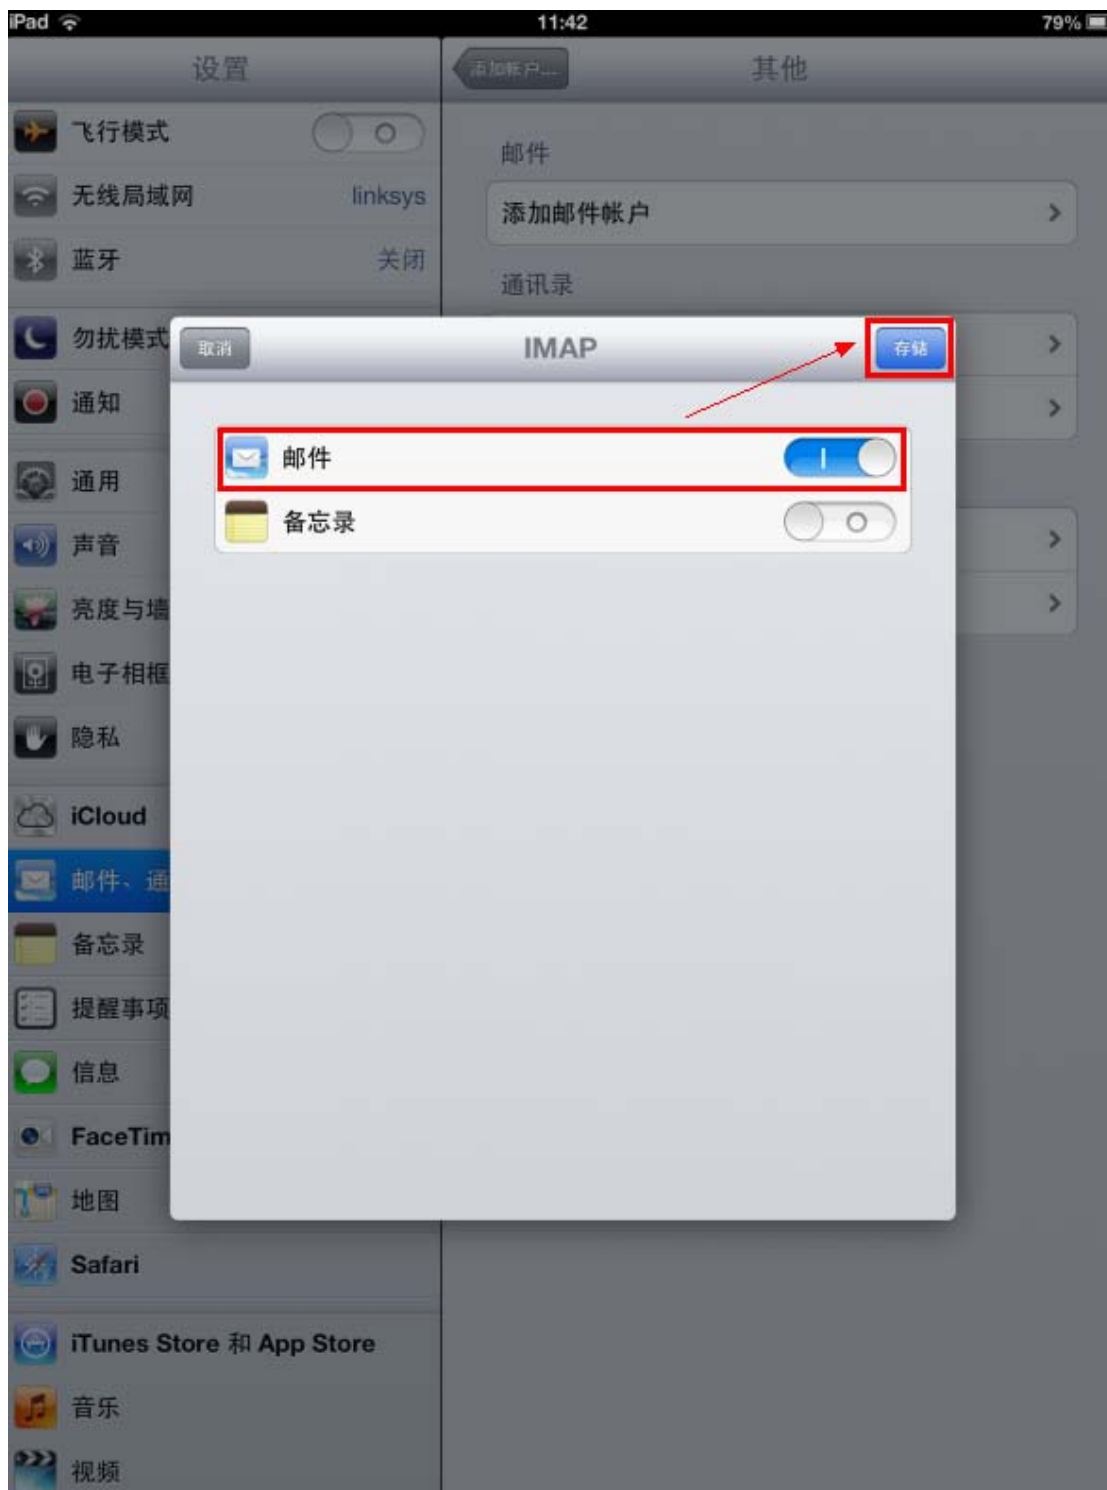 iPad 11:42 79%
设置
添加帐户... 其他
飞行模式
无线局域网 linksys
蓝牙 关闭
勿扰模式
通知
通用
声音
亮度与墙
电子相框
隐私
iCloud
邮件、通
备忘录
提醒事项
信息
FaceTim
地图
Safari
iTunes Store 和 App Store
音乐
视频
邮件
添加邮件帐户
通讯录
取消 IMAP 存储
邮件
备忘录